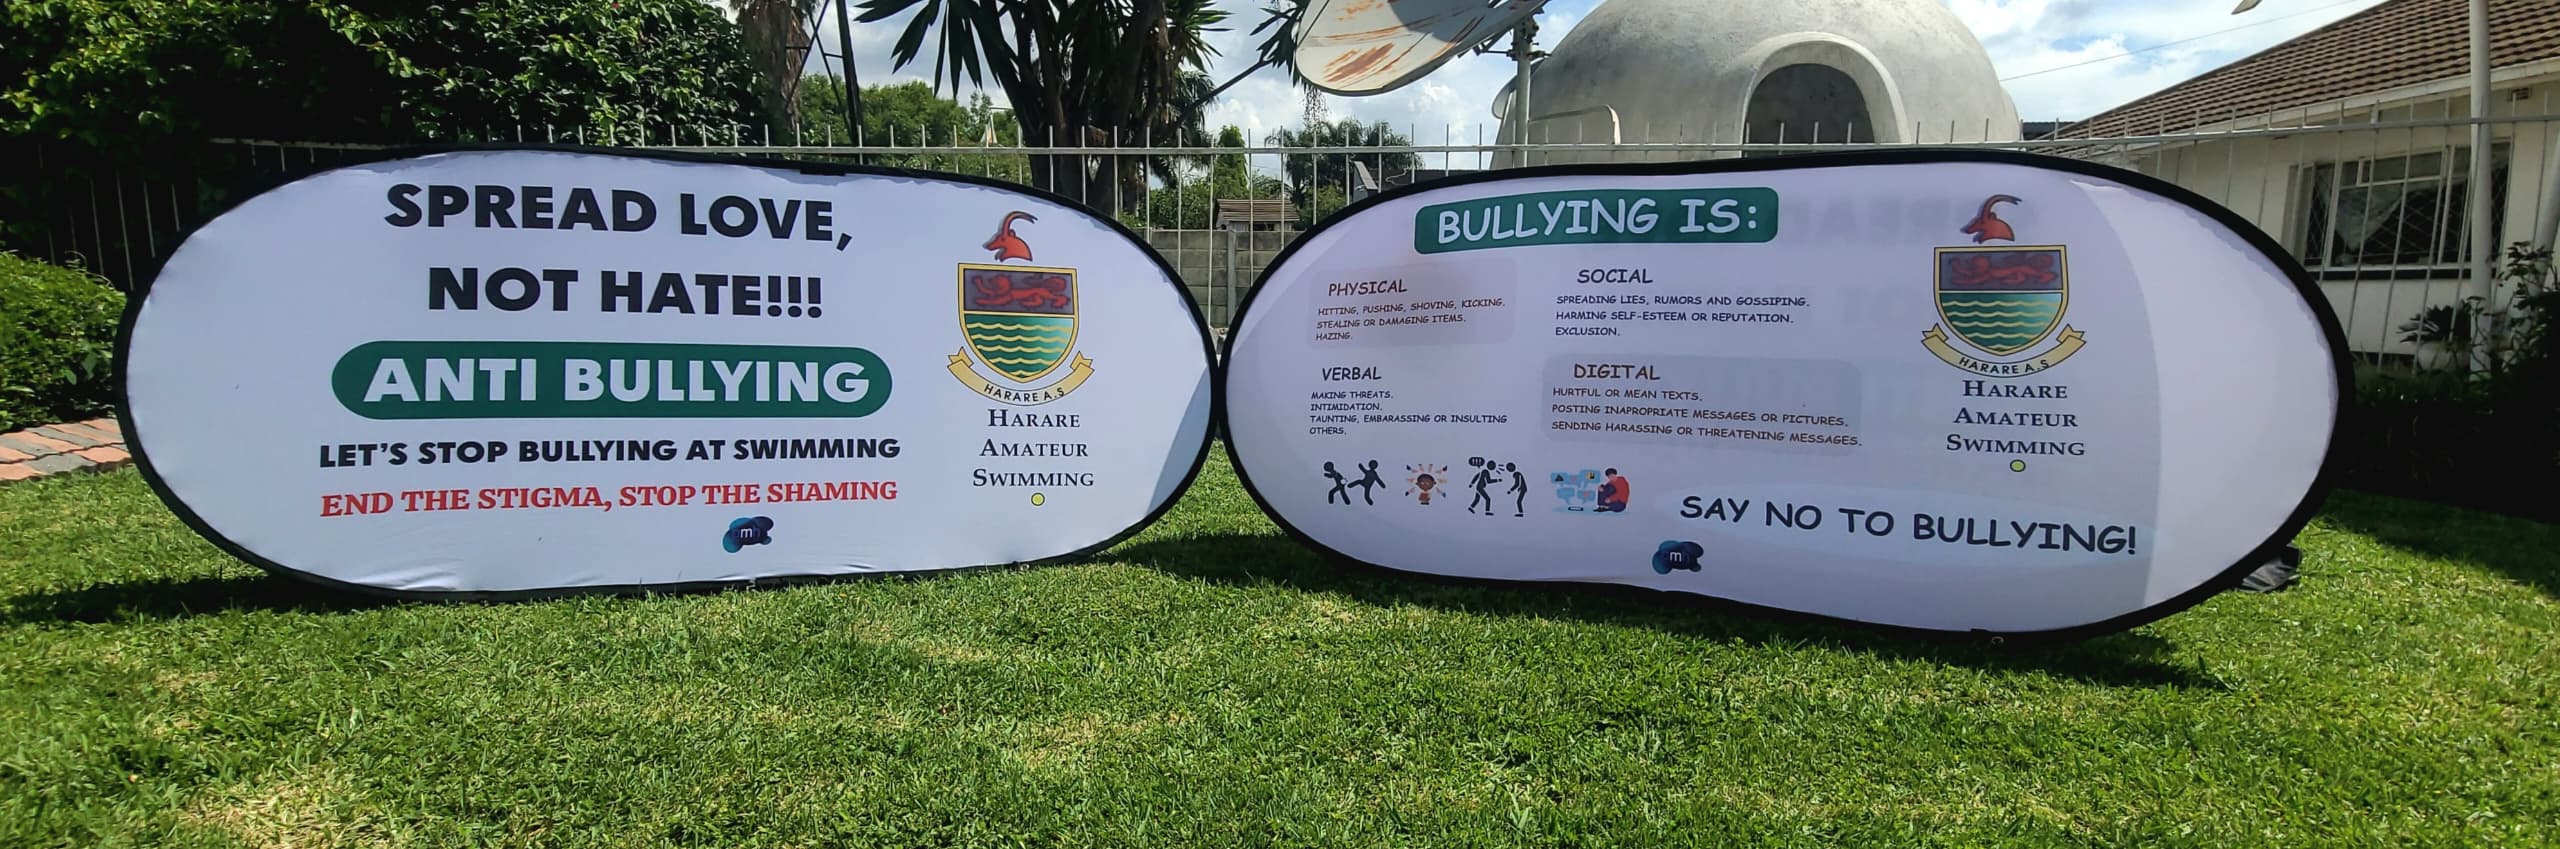 SPREAD LOVE,
NOT HATE!!!
ANTI BULLYING
LET'S STOP BULLYING AT SWIMMING
END THE STIGMA, STOP THE SHAMING
HARARE A.S
HARARE
AMATEUR
SWIMMING
BULLYING IS:
PHYSICAL
HITTING, PUSHING, SHOVING, KICKING.
STEALING OR DAMAGING ITEMS.
HAZING.
SOCIAL
SPREADING LIES, RUMORS AND GOSSIPING.
HARMING SELF-ESTEEM OR REPUTATION.
EXCLUSION.
VERBAL
MAKING THREATS.
INTIMIDATION.
TAUNTING, EMBARASSING OR INSULTING
OTHERS.
DIGITAL
HURTFUL OR MEAN TEXTS.
POSTING INAPROPRIATE MESSAGES OR PICTURES.
SENDING HARASSING OR THREATENING MESSAGES.
SAY NO TO BULLYING!
HARARE A.S
HARARE
AMATEUR
SWIMMING